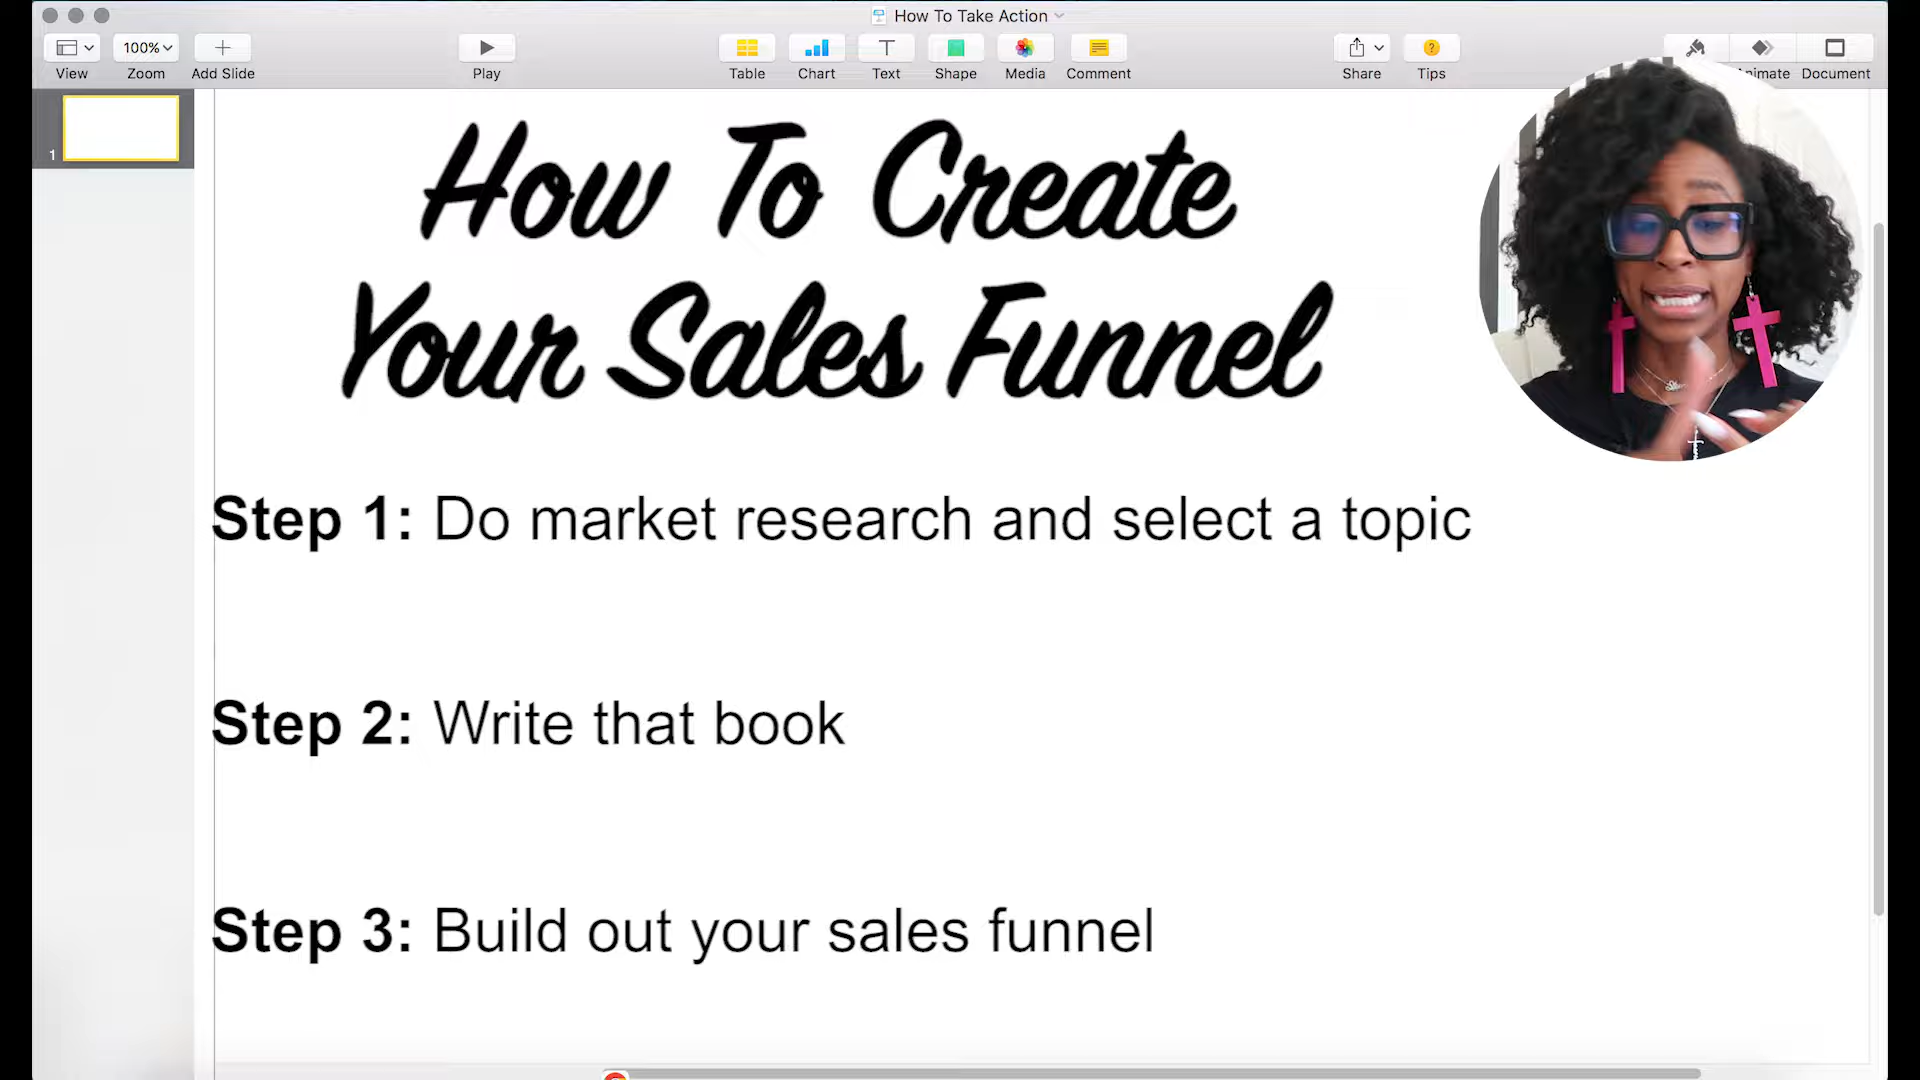 How To Take Action
100%
View
Zoom
Add Slide
Play
Table
Chart
Text
Shape
Media
Comment
Share
Tips
Document
1
How To Create
Your Sales Funnel
Step 1: Do market research and select a topic
Step 2: Write that book
Step 3: Build out your sales funnel